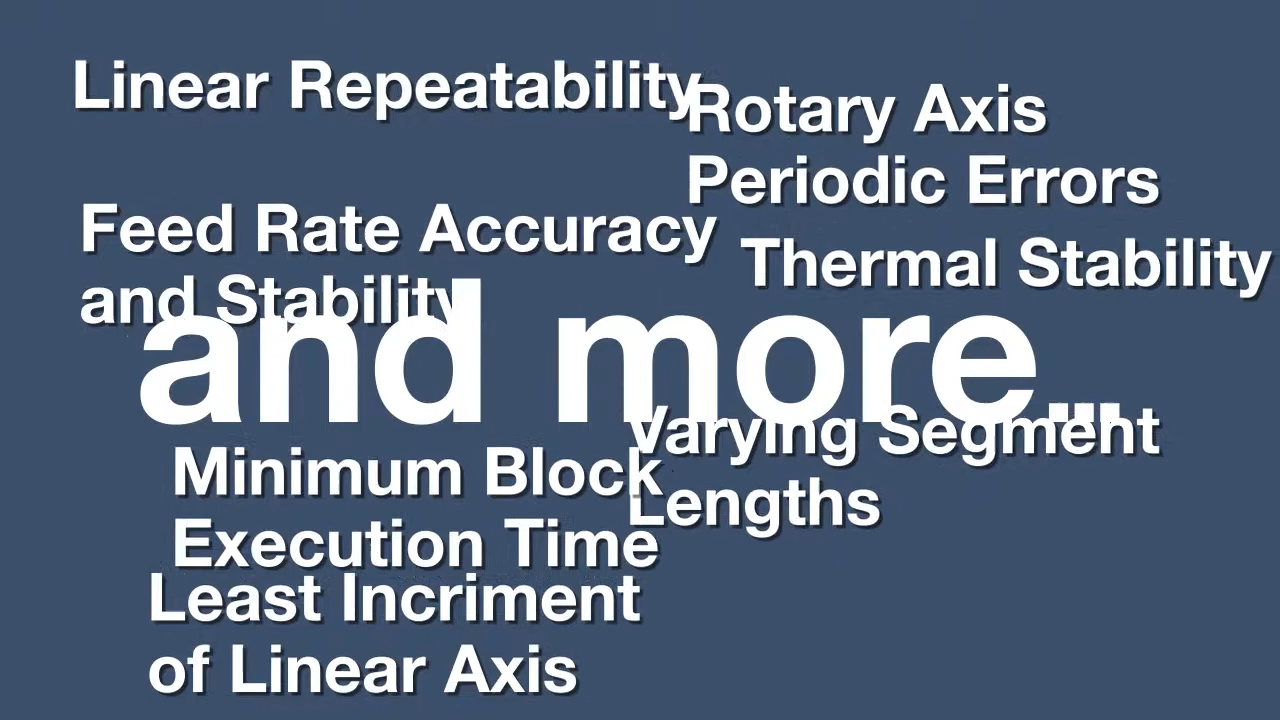 Linear Repeatability
Rotary Axis
Periodic Errors
Feed Rate Accuracy
and Stability
Thermal Stability
and more...
Varying Segment
Lengths
Minimum Block
Execution Time
Least Incriment
of Linear Axis